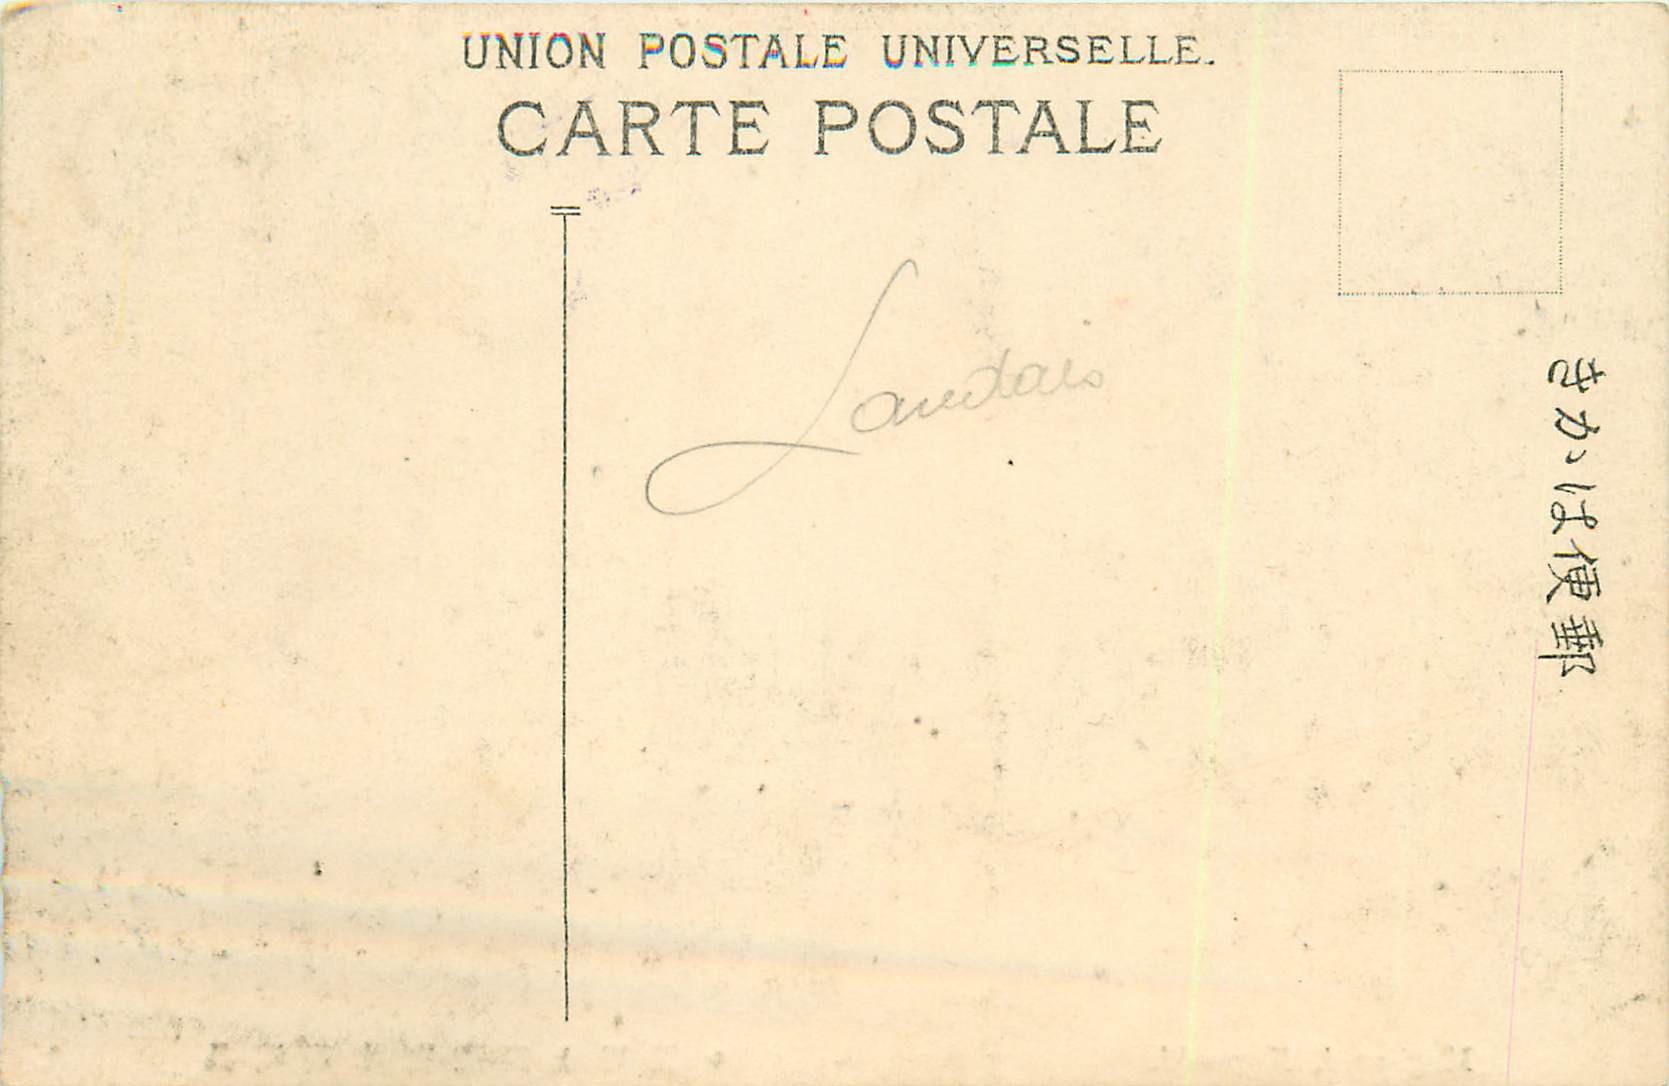 UNION POSTALE UNIVERSELLE.
CARTE POSTALE
Landais
郵便はかき